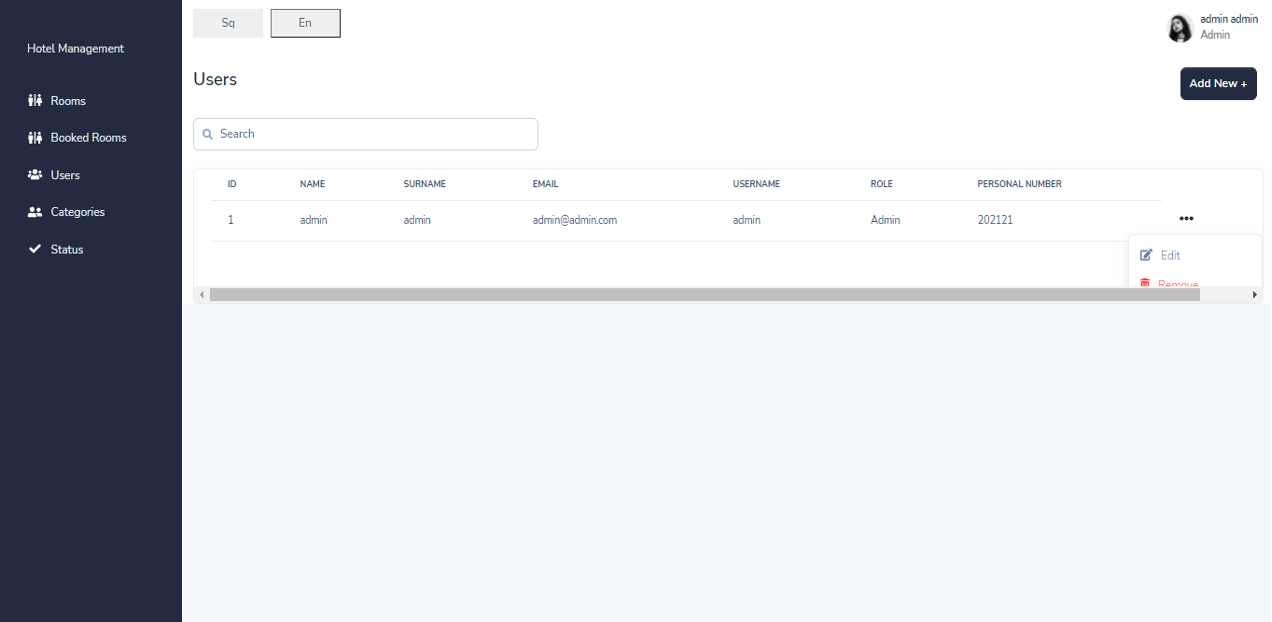 Hotel Management
Rooms
Booked Rooms
Users
Categories
Status
Sq En
admin admin
Admin
Users
Add New +
Search
ID NAME SURNAME EMAIL USERNAME ROLE PERSONAL NUMBER
1 admin admin admin@admin.com admin Admin 202121
Edit
Remove